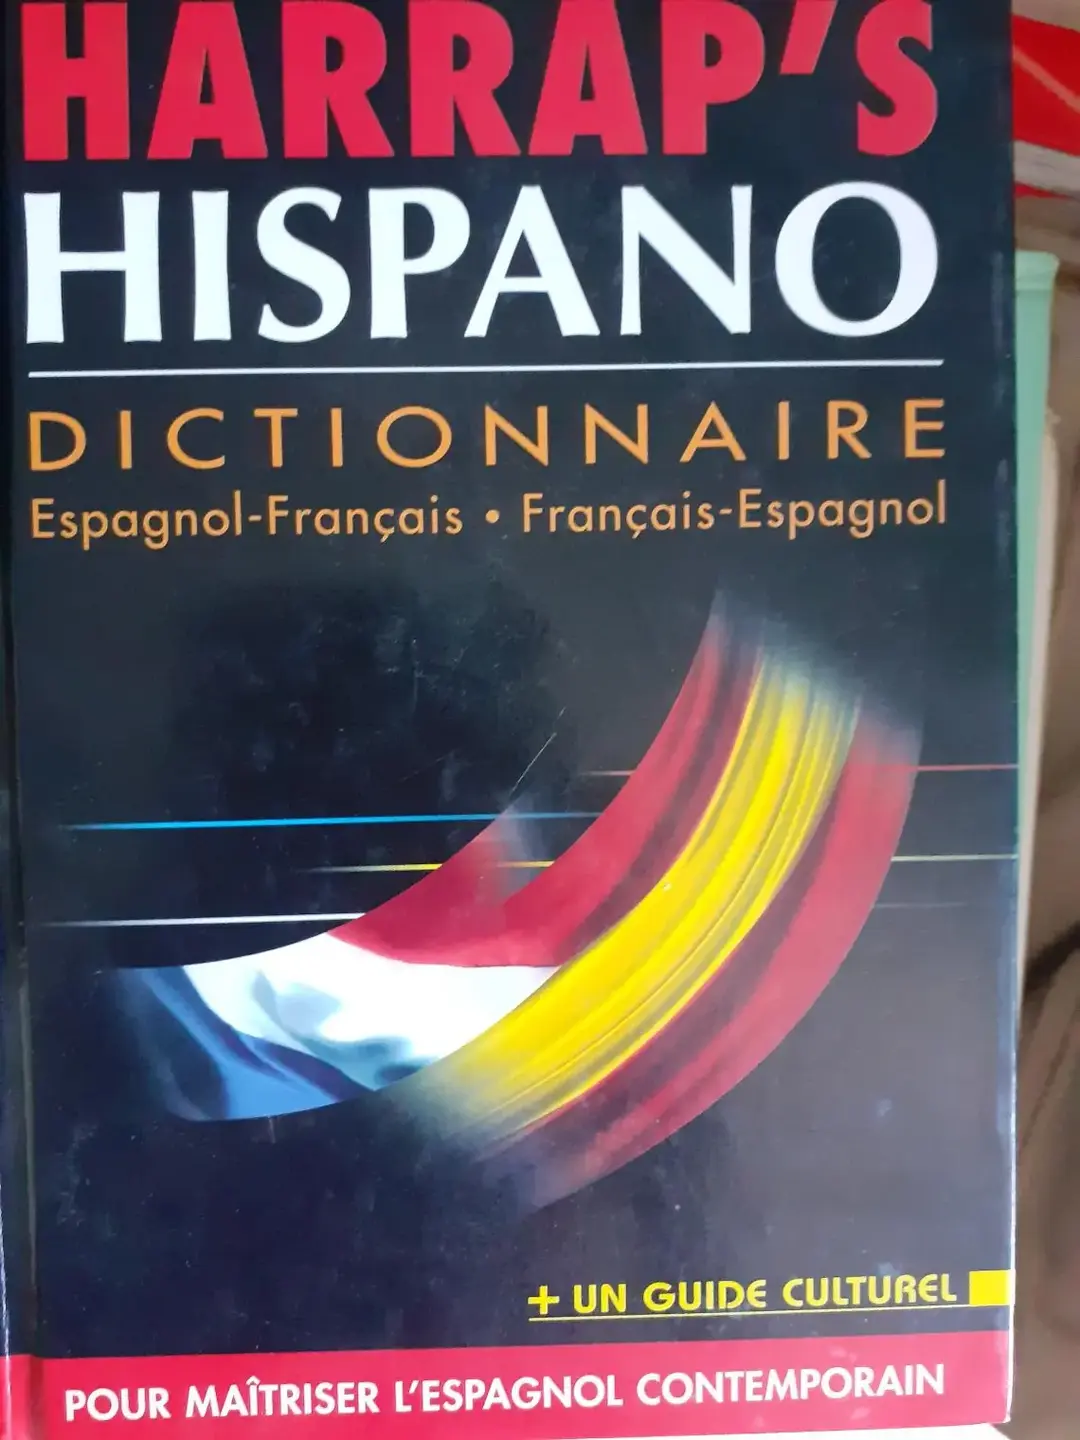 HARRAP'S
HISPANO
DICTIONNAIRE
Espagnol-Français • Français-Espagnol
+ UN GUIDE CULTUREL
POUR MAÎTRISER L'ESPAGNOL CONTEMPORAIN